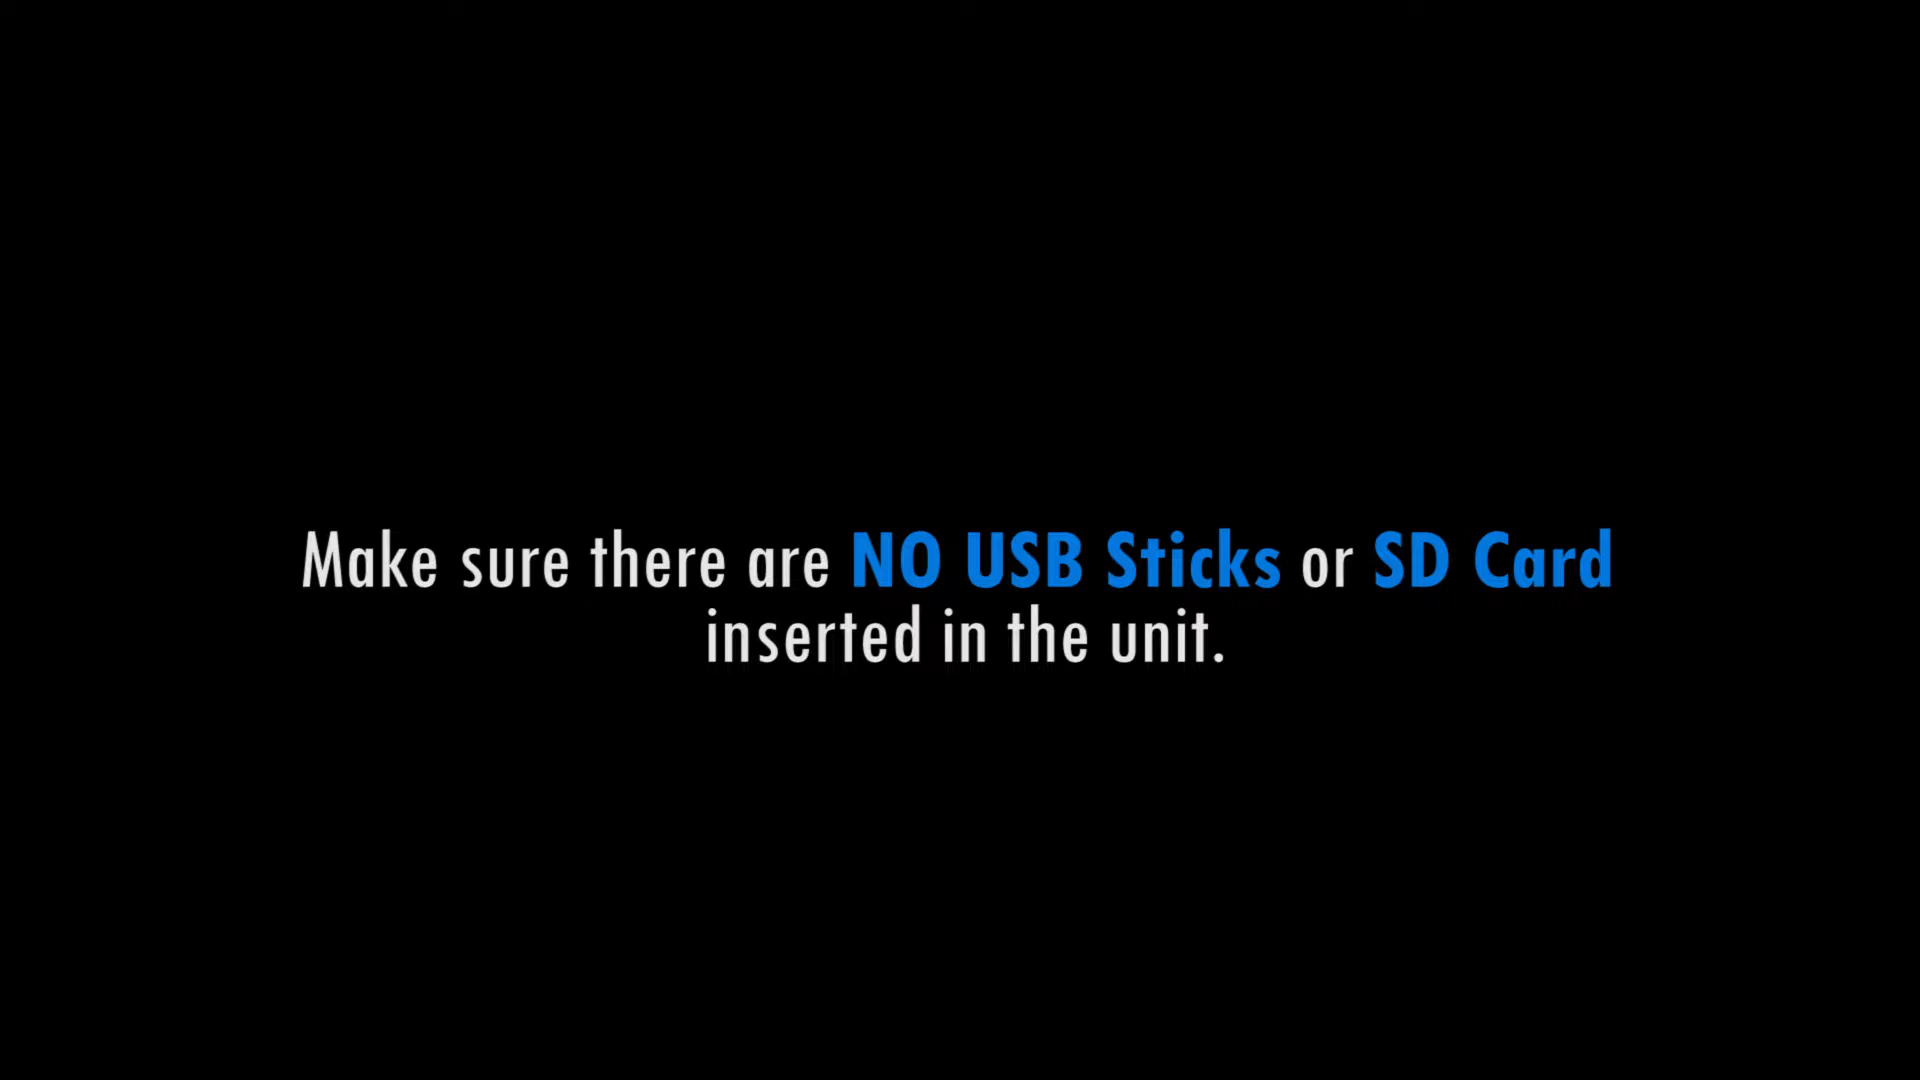 Make sure there are NO USB Sticks or SD Card
inserted in the unit.